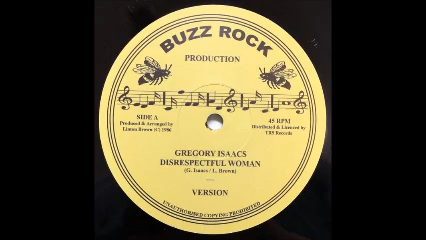 BUZZ ROCK
PRODUCTION
SIDE A
Produced & Arranged by
Linton Brown (C) 1986
45 RPM
Distributed & Licenced by
TBS Records
GREGORY ISAACS
DISRESPECTFUL WOMAN
(G. Isaacs / L. Brown)
VERSION
UNAUTHORISED COPYING PROHIBITED